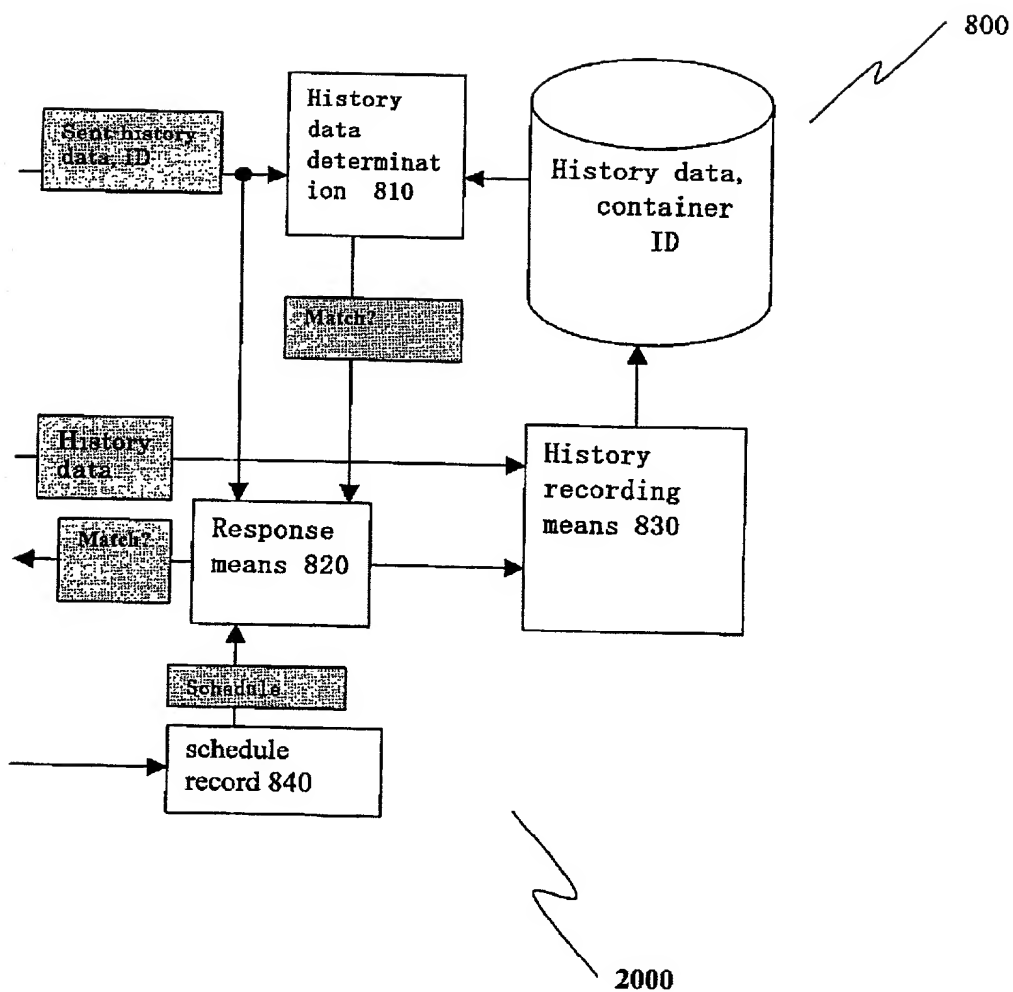 800
Sent history
data, ID
History
data
determinat
ion 810
History data,
container
ID
Match?
History
data
History
recording
means 830
Match?
Response
means 820
Schedule
schedule
record 840
2000